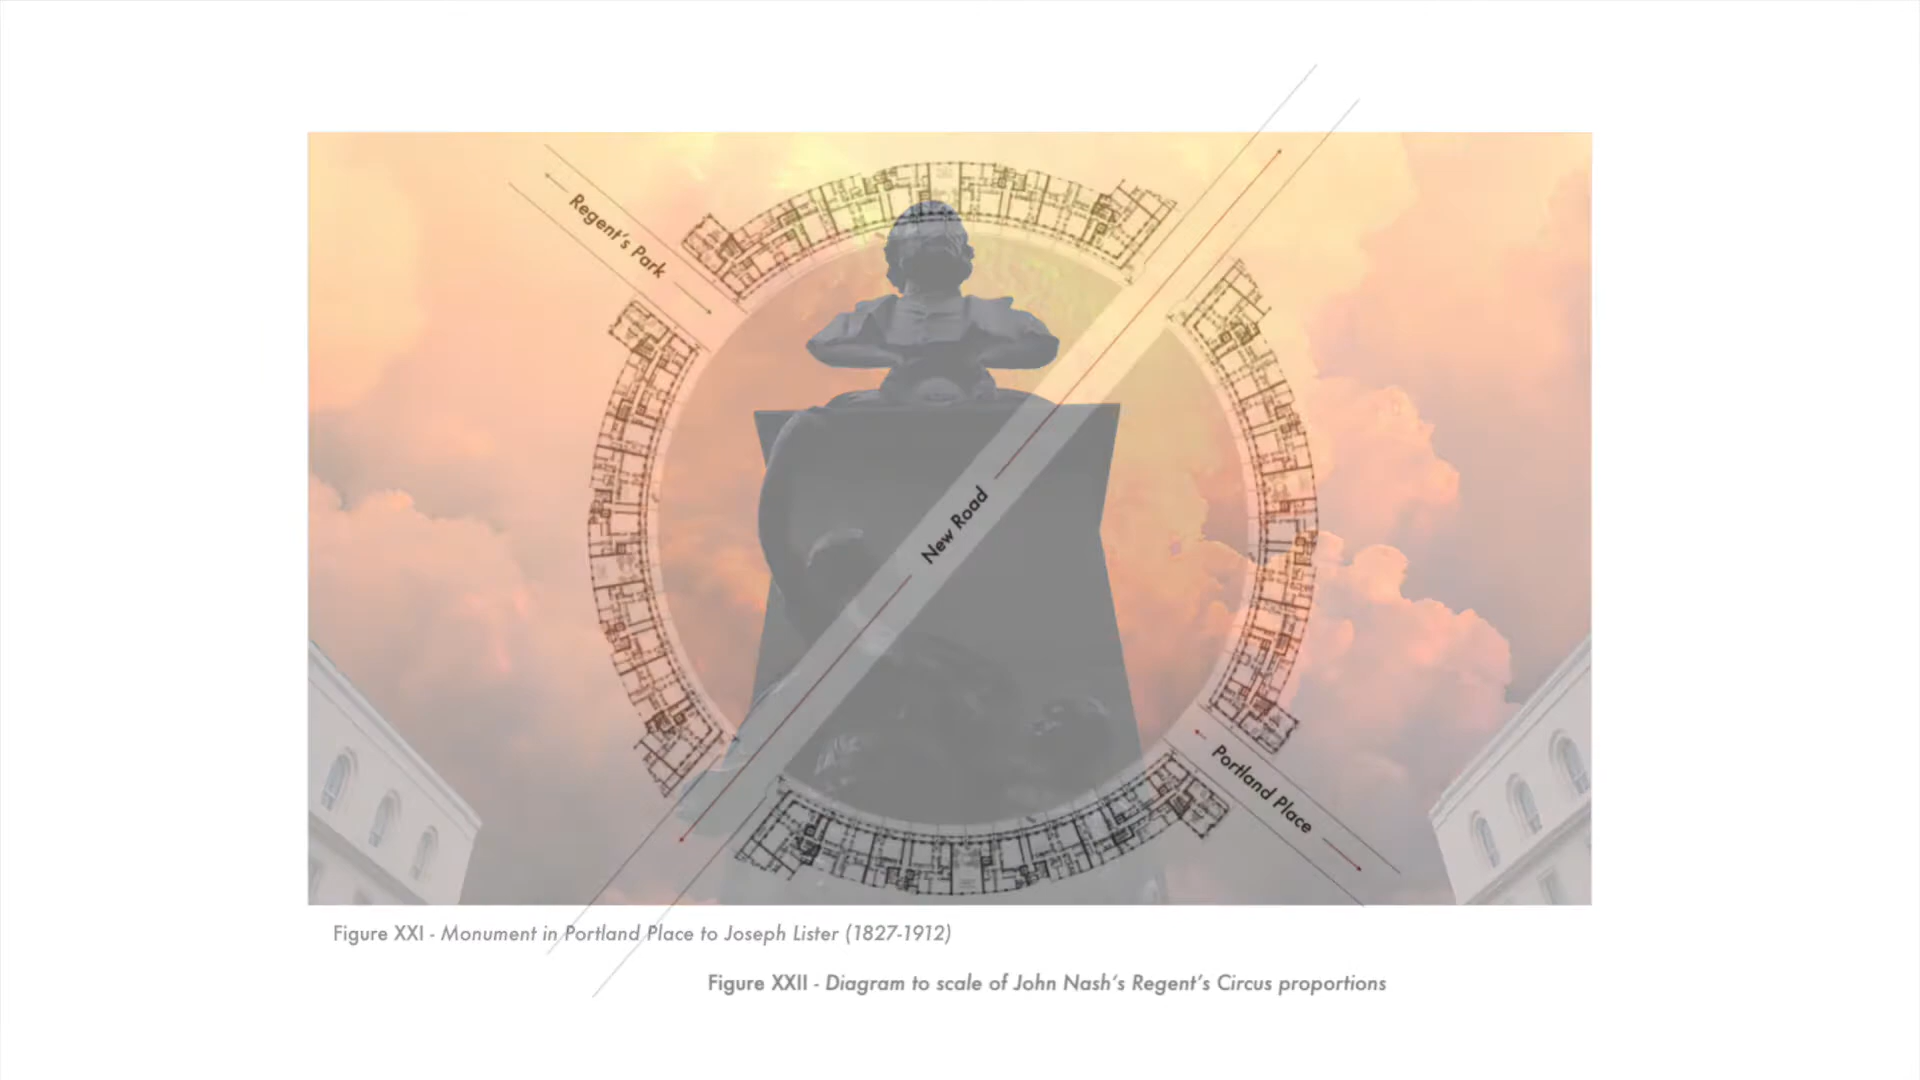 Regent's Park
New Road
Portland Place
Figure XXI - Monument in Portland Place to Joseph Lister (1827-1912)
Figure XXII - Diagram to scale of John Nash's Regent's Circus proportions